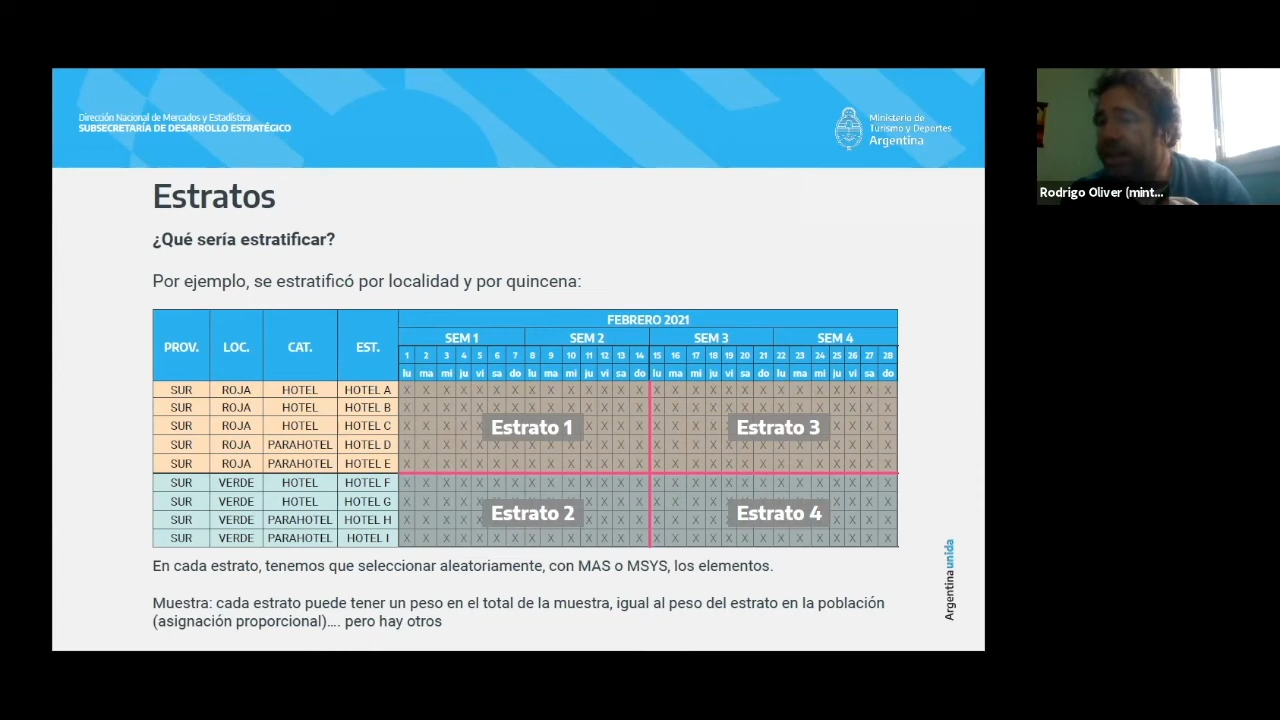 Dirección Nacional de Mercados y Estadística
SUBSECRETARÍA DE DESARROLLO ESTRATÉGICO
Ministerio de
Turismo y Deportes
Argentina
Rodrigo Oliver (mint...
Estratos
¿Qué sería estratificar?
Por ejemplo, se estratificó por localidad y por quincena:
PROV. LOC. CAT. EST. FEBRERO 2021
SEM 1 SEM 2 SEM 3 SEM 4
1 2 3 4 5 6 7 8 9 10 11 12 13 14 15 16 17 18 19 20 21 22 23 24 25 26 27 28
lu ma mi ju vi sa do lu ma mi ju vi sa do lu ma mi ju vi sa do lu ma mi ju vi sa do
SUR ROJA HOTEL HOTEL A X X X X X X X X X X X X X X X X X X X X X X X X X X X X
SUR ROJA HOTEL HOTEL B X X X X X X X X X X X X X X X X X X X X X X X X X X X X
SUR ROJA HOTEL HOTEL C X X X X X X X X X X X X X X
Estrato 1 Estrato 3
SUR ROJA PARAHOTEL HOTEL D X X X X X X X X X X X X X X
SUR ROJA PARAHOTEL HOTEL E X X X X X X X X X X X X X X X X X X X X X X X X X X X X
SUR VERDE HOTEL HOTEL F X X X X X X X X X X X X X X X X X X X X X X X X X X X X
SUR VERDE HOTEL HOTEL G X X X X X X X X X X X X X X
Estrato 2 Estrato 4
SUR VERDE PARAHOTEL HOTEL H X X X X X X X X X X X X X X
SUR VERDE PARAHOTEL HOTEL I X X X X X X X X X X X X X X X X X X X X X X X X X X X X
En cada estrato, tenemos que seleccionar aleatoriamente, con MAS o MSYS, los elementos.
Muestra: cada estrato puede tener un peso en el total de la muestra, igual al peso del estrato en la población
(asignación proporcional).... pero hay otros
Argentina unida